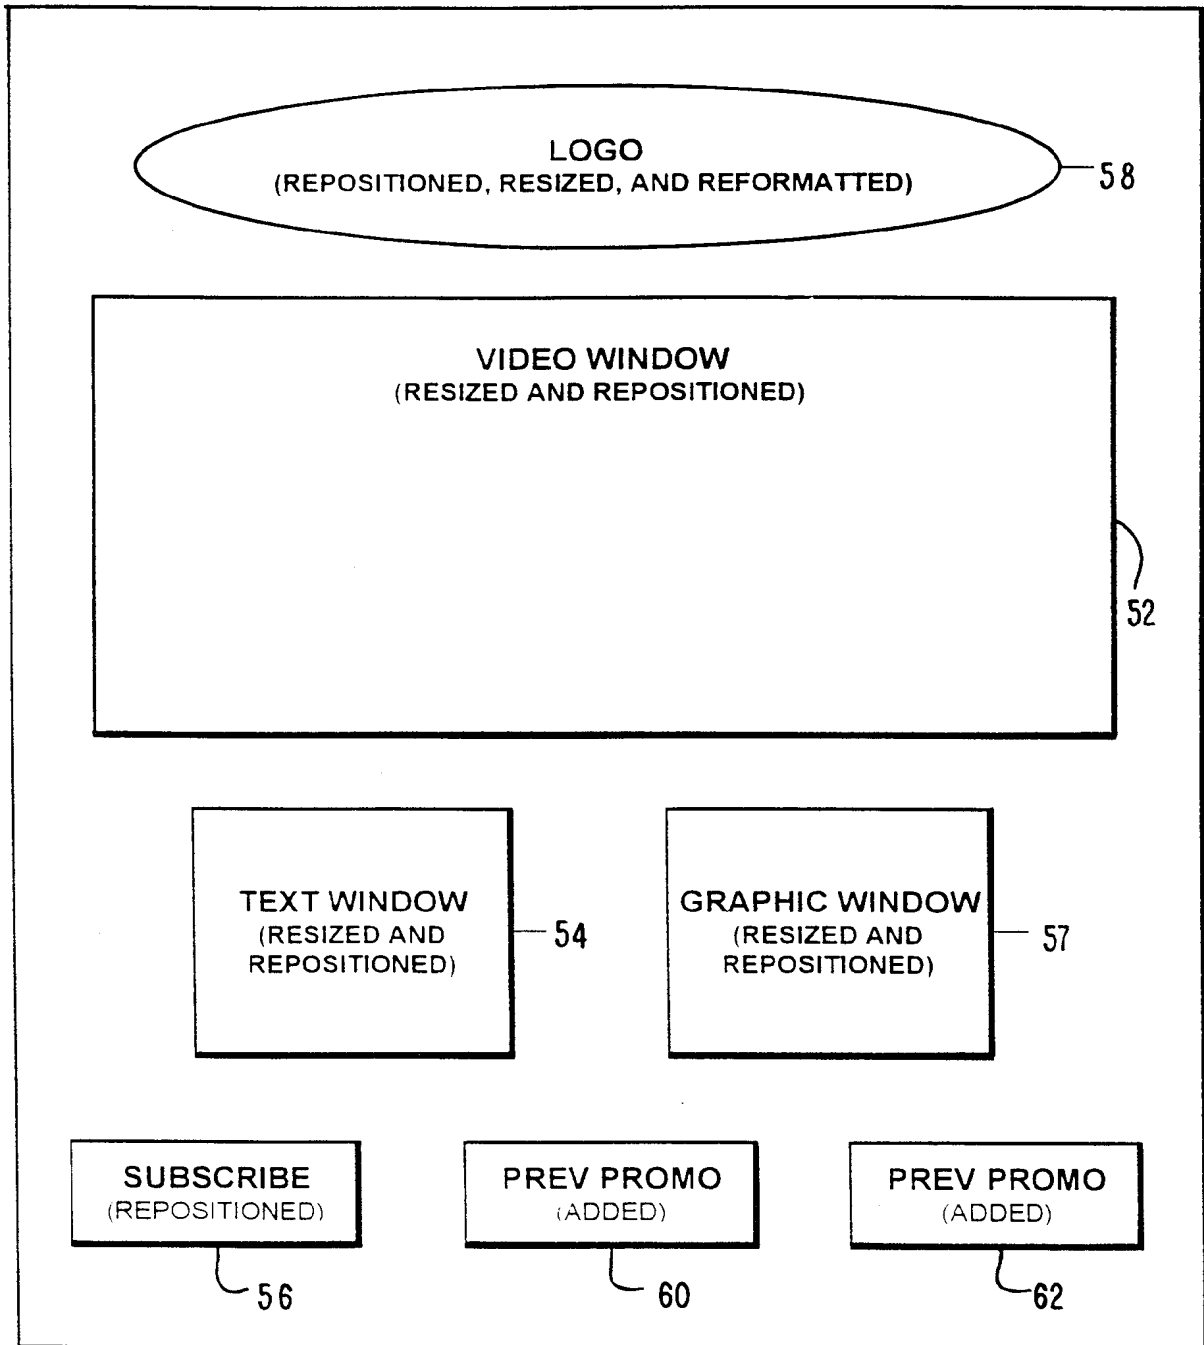 LOGO
(REPOSITIONED, RESIZED, AND REFORMATTED)
58
VIDEO WINDOW
(RESIZED AND REPOSITIONED)
52
TEXT WINDOW
(RESIZED AND
REPOSITIONED)
54
GRAPHIC WINDOW
(RESIZED AND
REPOSITIONED)
57
SUBSCRIBE
(REPOSITIONED)
56
PREV PROMO
(ADDED)
60
PREV PROMO
(ADDED)
62